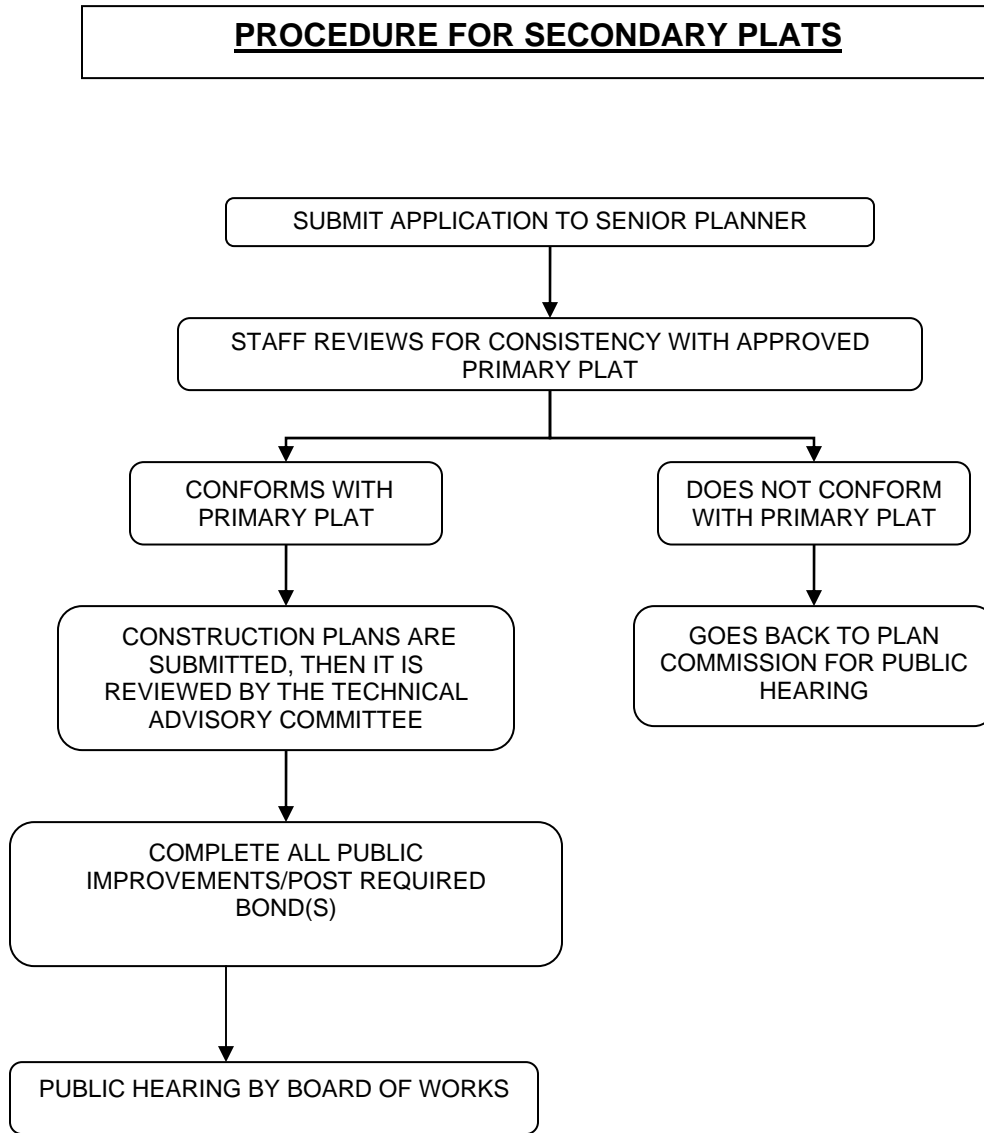 PROCEDURE FOR SECONDARY PLATS
SUBMIT APPLICATION TO SENIOR PLANNER
STAFF REVIEWS FOR CONSISTENCY WITH APPROVED
PRIMARY PLAT
CONFORMS WITH
PRIMARY PLAT
DOES NOT CONFORM
WITH PRIMARY PLAT
CONSTRUCTION PLANS ARE
SUBMITTED, THEN IT IS
REVIEWED BY THE TECHNICAL
ADVISORY COMMITTEE
GOES BACK TO PLAN
COMMISSION FOR PUBLIC
HEARING
COMPLETE ALL PUBLIC
IMPROVEMENTS/POST REQUIRED
BOND(S)
PUBLIC HEARING BY BOARD OF WORKS